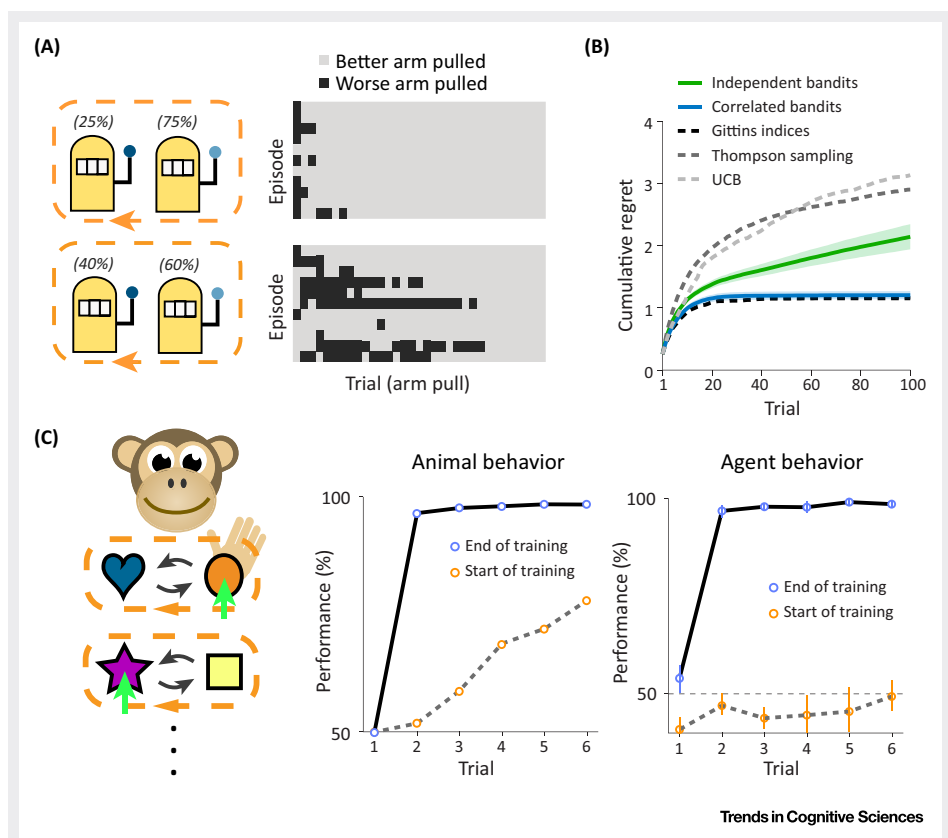 (A)
Better arm pulled
Worse arm pulled
(25%) (75%)
Episode
(40%) (60%)
Episode
Trial (arm pull)
(B)
Independent bandits
Correlated bandits
Gittins indices
Thompson sampling
UCB
Cumulative regret
4
3
2
1
0
1 20 40 60 80 100
Trial
(C)
Animal behavior
Performance (%)
100
50
End of training
Start of training
1 2 3 4 5 6
Trial
Agent behavior
Performance (%)
100
50
End of training
Start of training
1 2 3 4 5 6
Trial
Trends in Cognitive Sciences